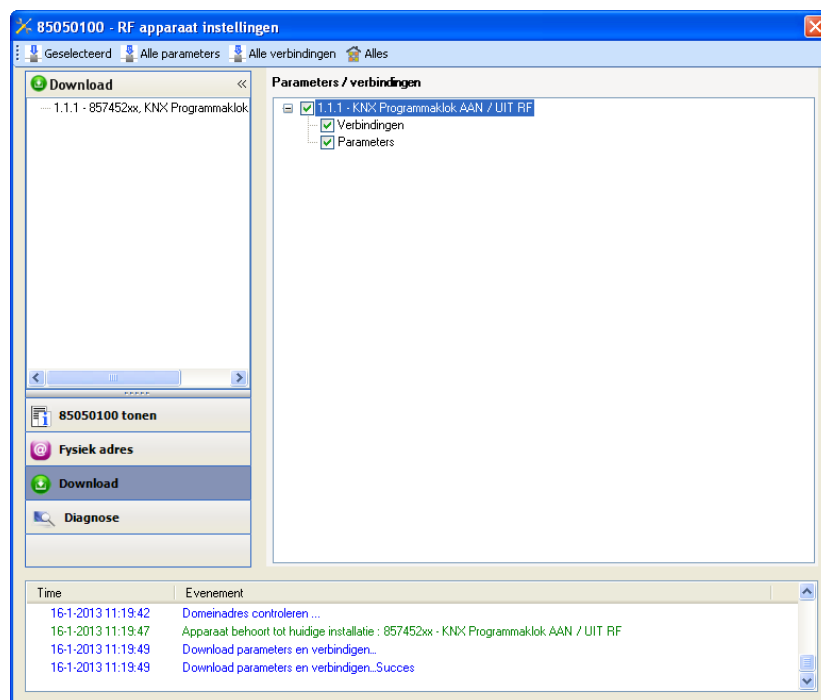 85050100 - RF apparaat instellingen
Geselecteerd Alle parameters Alle verbindingen Alles
Download «
1.1.1 - 857452xx, KNX Programmaklok
85050100 tonen
Fysiek adres
Download
Diagnose
Parameters / verbindingen
1.1.1 - KNX Programmaklok AAN / UIT RF
Verbindingen
Parameters
Time Evenement
16-1-2013 11:19:42 Domeinadres controleren ...
16-1-2013 11:19:47 Apparaat behoort tot huidige installatie : 857452xx - KNX Programmaklok AAN / UIT RF
16-1-2013 11:19:49 Download parameters en verbindigen...
16-1-2013 11:19:49 Download parameters en verbindigen...Succes